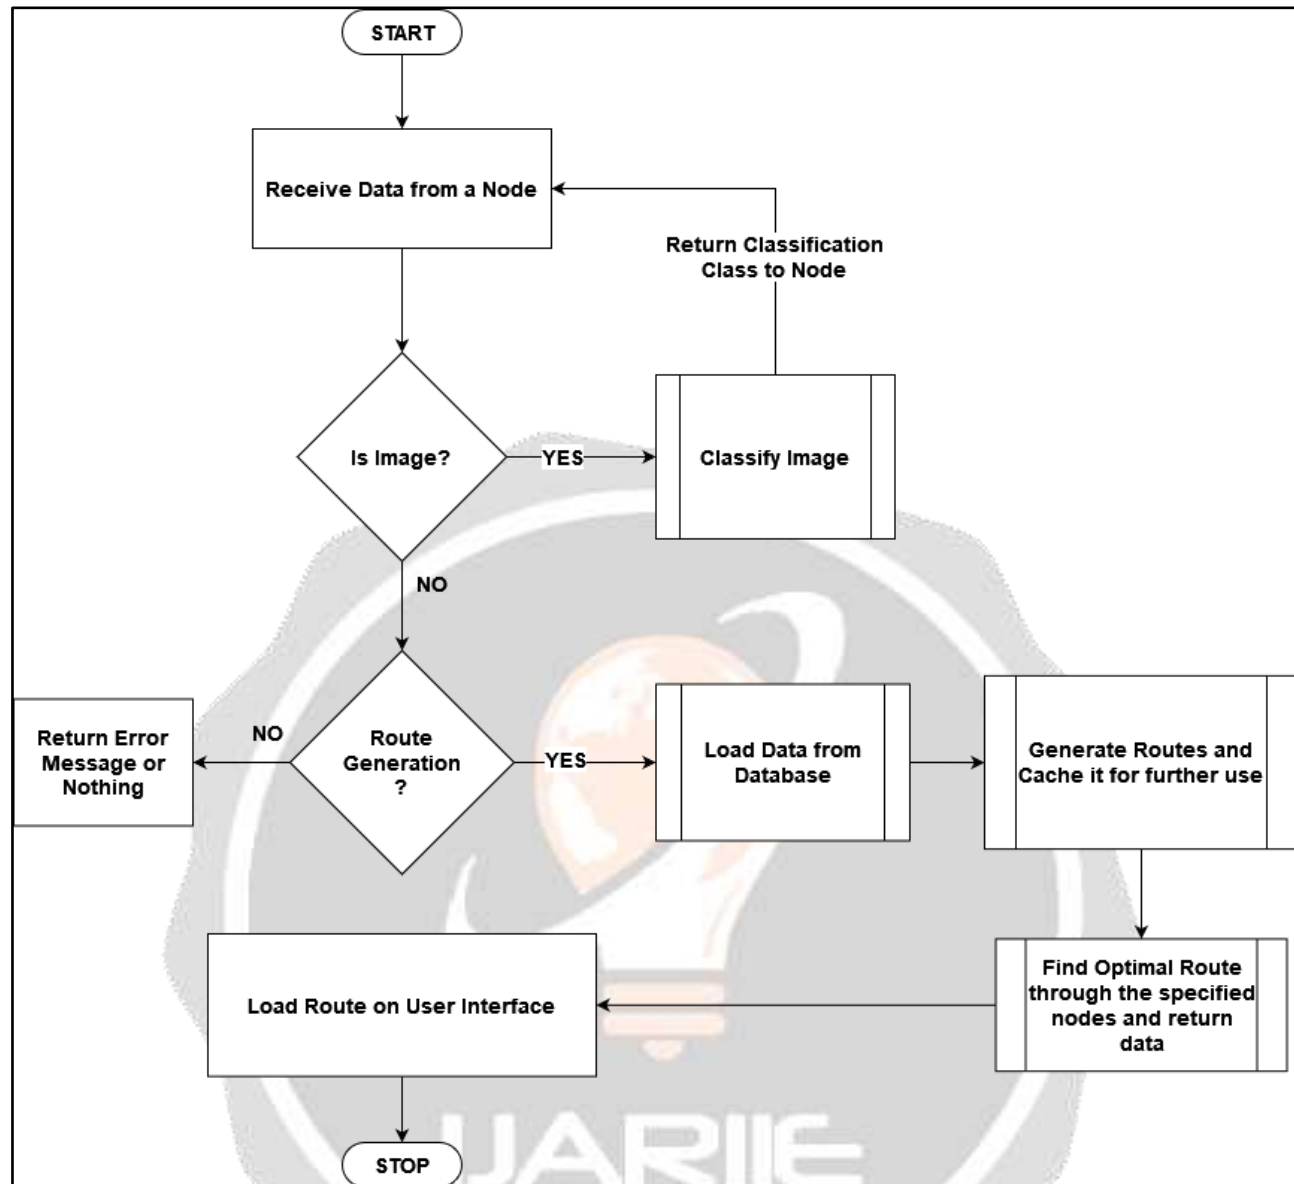 START
Receive Data from a Node
Return Classification
Class to Node
Is Image?
YES
Classify Image
NO
Return Error
Message or
Nothing
NO
Route
Generation
?
YES
Load Data from
Database
Generate Routes and
Cache it for further use
Load Route on User Interface
Find Optimal Route
through the specified
nodes and return
data
STOP
IJARIIE